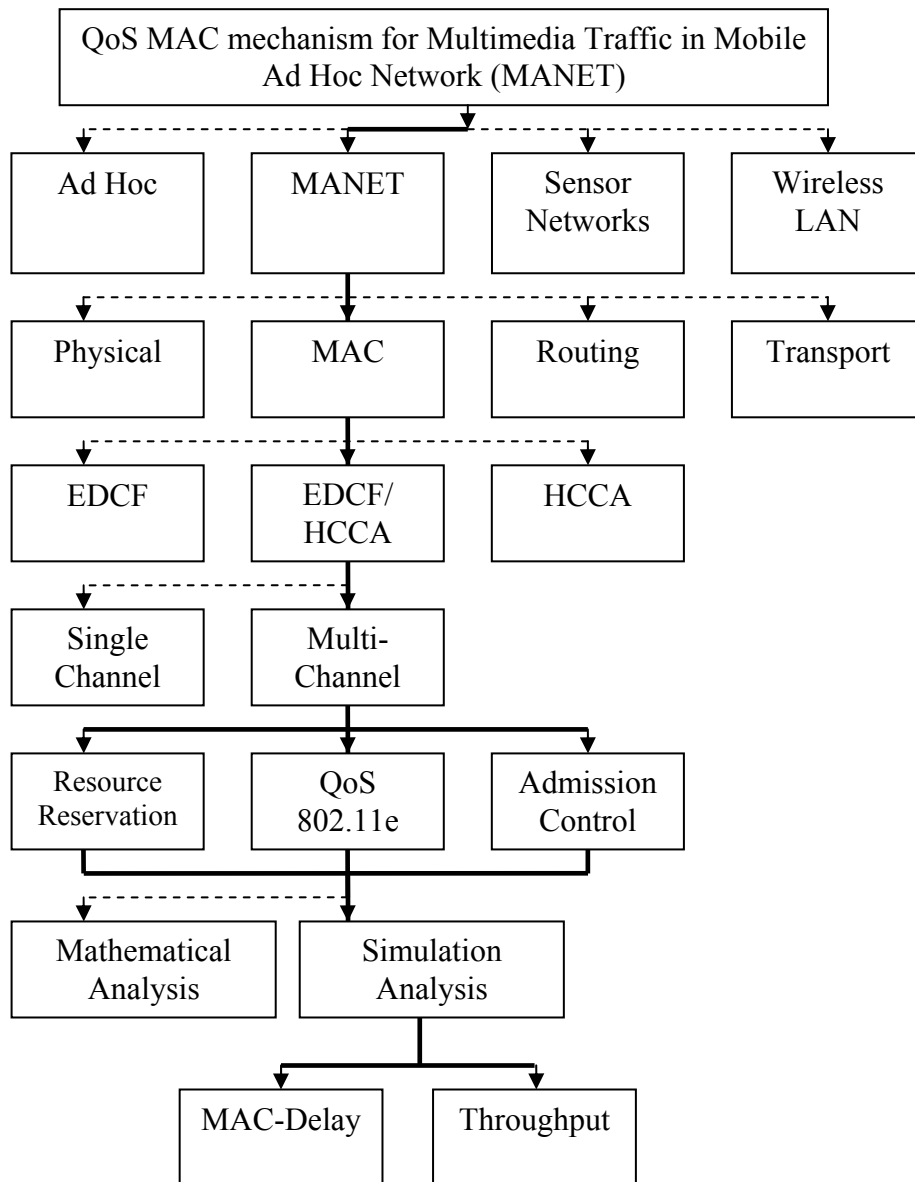 QoS MAC mechanism for Multimedia Traffic in Mobile
Ad Hoc Network (MANET)
Ad Hoc
MANET
Sensor
Networks
Wireless
LAN
Physical
MAC
Routing
Transport
EDCF
EDCF/
HCCA
HCCA
Single
Channel
Multi-
Channel
Resource
Reservation
QoS
802.11e
Admission
Control
Mathematical
Analysis
Simulation
Analysis
MAC-Delay
Throughput